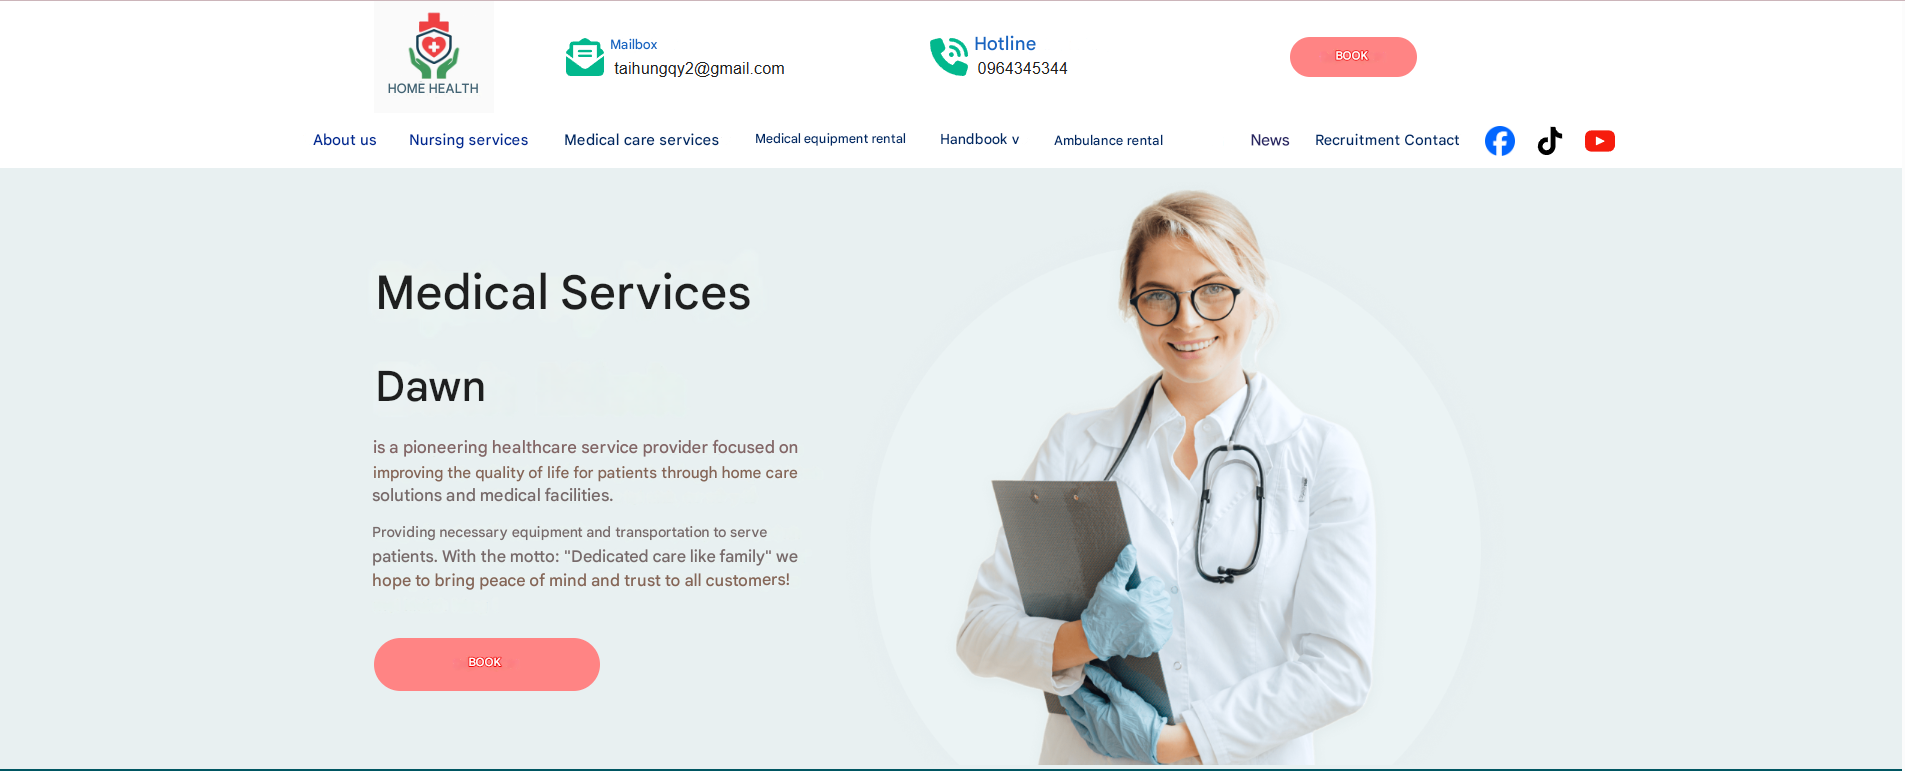 HOME HEALTH
Mailbox
taihungqy2@gmail.com
Hotline
0964345344
BOOK
About us
Nursing services
Medical care services
Medical equipment rental
Handbook v
Ambulance rental
News
Recruitment Contact
Medical Services
Dawn
is a pioneering healthcare service provider focused on
improving the quality of life for patients through home care
solutions and medical facilities.
Providing necessary equipment and transportation to serve
patients. With the motto: "Dedicated care like family" we
hope to bring peace of mind and trust to all customers!
BOOK